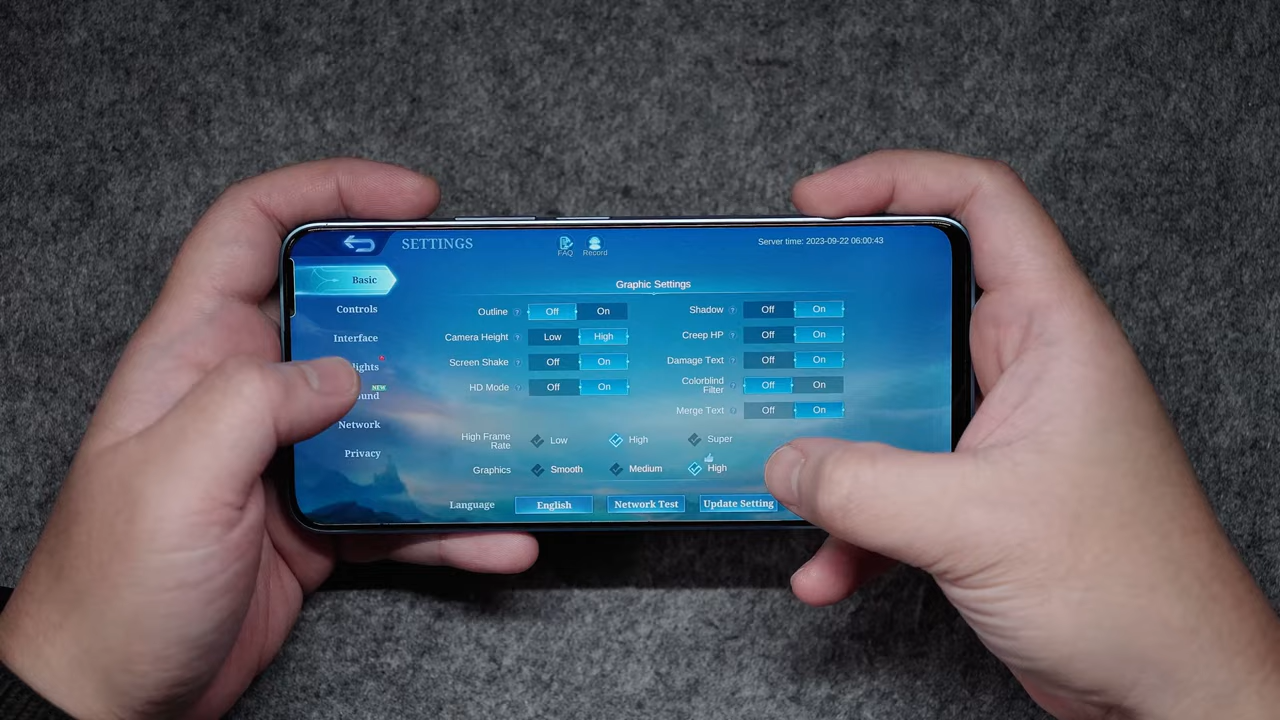 SETTINGS
FAQ
Record
Server time: 2023-09-22 06:00:43
Basic
Controls
Interface
Network
Privacy
Graphic Settings
Outline ? Off On
Camera Height ? Low High
Screen Shake ? Off On
HD Mode ? Off On
Shadow ? Off On
Creep HP ? Off On
Damage Text ? Off On
Colorblind
Filter ? Off On
Merge Text ? Off On
High Frame
Rate
Low High Super
Graphics Smooth Medium High
Language English Network Test Update Setting
NEW